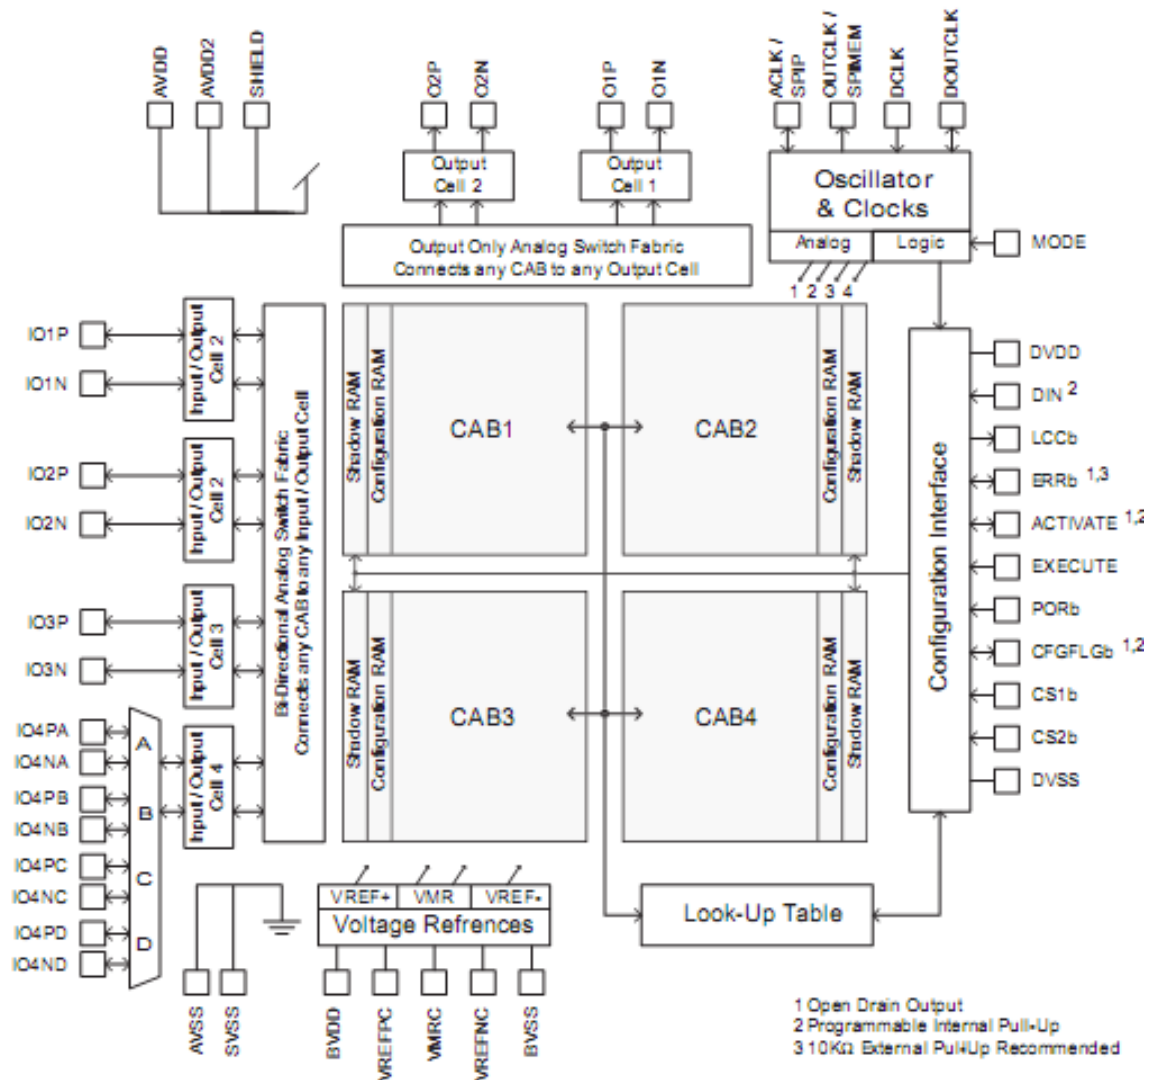 AVDD
AVDD2
SHIELD
O2P
O2N
O1P
O1N
ACLK /
SPIP
OUTCLK /
SPIMEM
DCLK
DOUTCLK
Output
Cell 2
Output
Cell 1
Oscillator
& Clocks
Analog
Logic
MODE
1 2 3 4
Output Only Analog Switch Fabric
Connects any CAB to any Output Cell
IO1P
IO1N
IO2P
IO2N
IO3P
IO3N
IO4PA
IO4NA
IO4PB
IO4NB
IO4PC
IO4NC
IO4PD
IO4ND
A
B
C
D
Input / Output
Cell 2
Input / Output
Cell 2
Input / Output
Cell 3
Input / Output
Cell 4
Bi-Directional Analog Switch Fabric
Connects any CAB to any Input / Output Cell
Shadow RAM
Configuration RAM
CAB1
CAB2
Configuration RAM
Shadow RAM
Shadow RAM
Configuration RAM
CAB3
CAB4
Configuration RAM
Shadow RAM
Configuration Interface
DVDD
DIN 2
LCCb
ERRb 1,3
ACTIVATE 1,2
EXECUTE
PORb
CFGFLGb 1,2
CS1b
CS2b
DVSS
VREF+
VMR
VREF-
Voltage Refrences
Look-Up Table
AVSS
SVSS
BVDD
VREFPC
VMRC
VREFNC
BVSS
1 Open Drain Output
2 Programmable Internal Pull-Up
3 10KΩ External Pull-Up Recommended